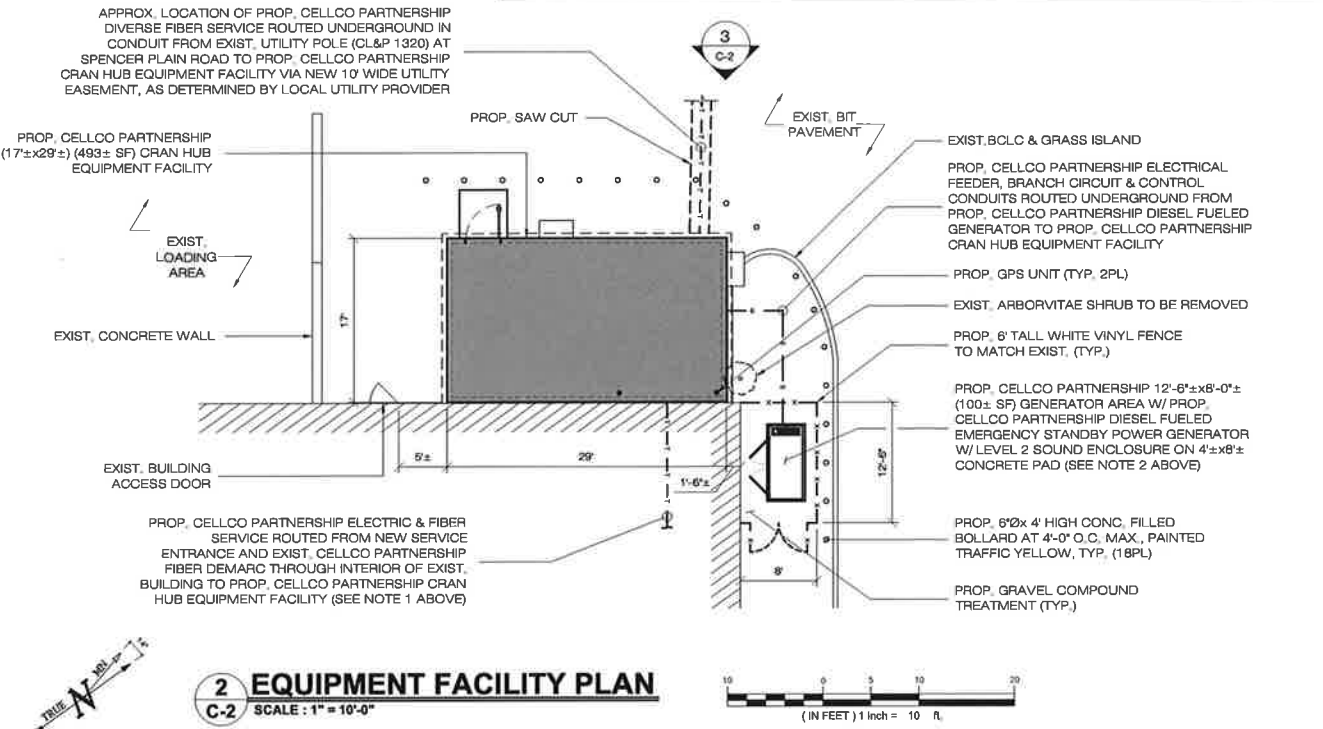 APPROX. LOCATION OF PROP. CELLCO PARTNERSHIP
DIVERSE FIBER SERVICE ROUTED UNDERGROUND IN
CONDUIT FROM EXIST. UTILITY POLE (CL&P 1320) AT
SPENCER PLAIN ROAD TO PROP. CELLCO PARTNERSHIP
CRAN HUB EQUIPMENT FACILITY VIA NEW 10' WIDE UTILITY
EASEMENT, AS DETERMINED BY LOCAL UTILITY PROVIDER
3
C-2
PROP. SAW CUT
EXIST. BIT.
PAVEMENT
PROP. CELLCO PARTNERSHIP
(17'±x29'±) (493± SF) CRAN HUB
EQUIPMENT FACILITY
EXIST.
LOADING
AREA
EXIST. CONCRETE WALL
17'
EXIST.BCLC & GRASS ISLAND
PROP. CELLCO PARTNERSHIP ELECTRICAL
FEEDER, BRANCH CIRCUIT & CONTROL
CONDUITS ROUTED UNDERGROUND FROM
PROP. CELLCO PARTNERSHIP DIESEL FUELED
GENERATOR TO PROP. CELLCO PARTNERSHIP
CRAN HUB EQUIPMENT FACILITY
PROP. GPS UNIT (TYP. 2PL)
EXIST. ARBORVITAE SHRUB TO BE REMOVED
PROP. 6' TALL WHITE VINYL FENCE
TO MATCH EXIST. (TYP.)
PROP. CELLCO PARTNERSHIP 12'-6"±x8'-0"±
(100± SF) GENERATOR AREA W/ PROP.
CELLCO PARTNERSHIP DIESEL FUELED
EMERGENCY STANDBY POWER GENERATOR
W/ LEVEL 2 SOUND ENCLOSURE ON 4'±x8'±
CONCRETE PAD (SEE NOTE 2 ABOVE)
EXIST. BUILDING
ACCESS DOOR
5'±
29'
1'-6"±
12'-6"
8'
PROP. CELLCO PARTNERSHIP ELECTRIC & FIBER
SERVICE ROUTED FROM NEW SERVICE
ENTRANCE AND EXIST. CELLCO PARTNERSHIP
FIBER DEMARC THROUGH INTERIOR OF EXIST.
BUILDING TO PROP. CELLCO PARTNERSHIP CRAN
HUB EQUIPMENT FACILITY (SEE NOTE 1 ABOVE)
PROP. 6"Øx 4' HIGH CONC. FILLED
BOLLARD AT 4'-0" O.C. MAX., PAINTED
TRAFFIC YELLOW, TYP. (18PL)
PROP. GRAVEL COMPOUND
TREATMENT (TYP.)
TRUE
N
MN
2
C-2
EQUIPMENT FACILITY PLAN
SCALE : 1" = 10'-0"
10 0 5 10 20
( IN FEET ) 1 inch = 10 ft.